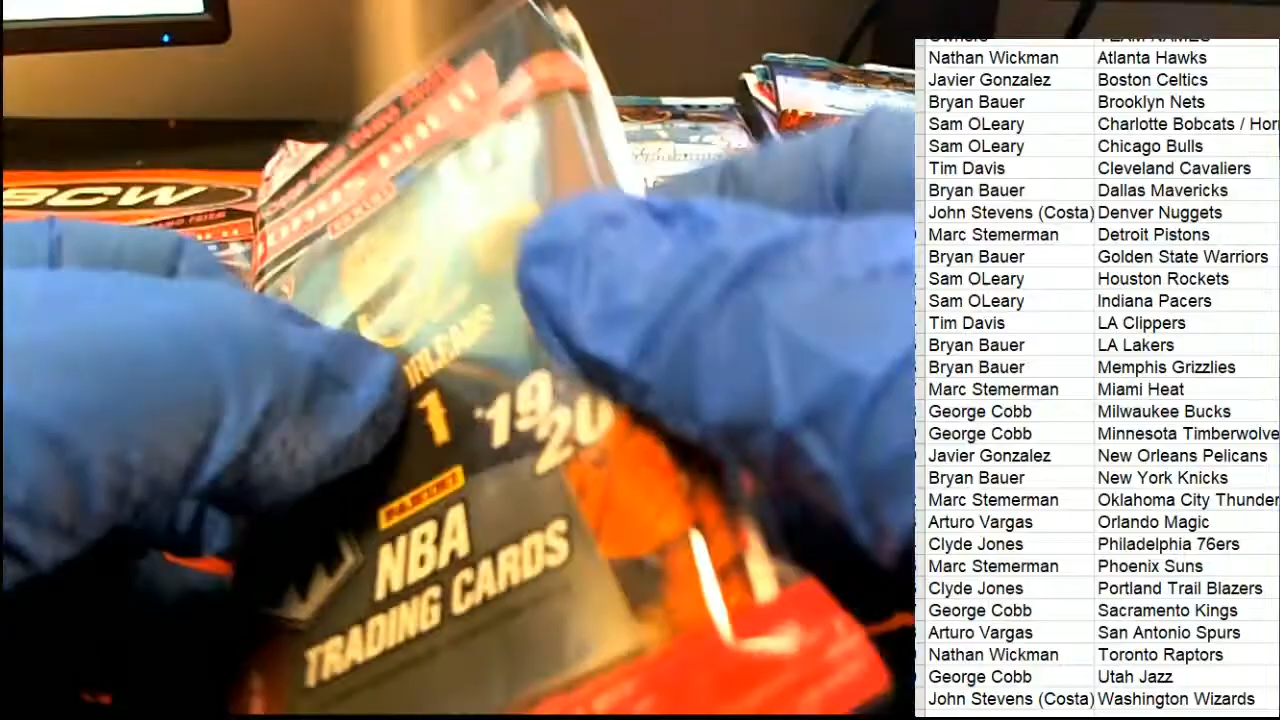 Nathan Wickman Atlanta Hawks
Javier Gonzalez Boston Celtics
Bryan Bauer Brooklyn Nets
Sam OLeary Charlotte Bobcats / Hor
Sam OLeary Chicago Bulls
Tim Davis Cleveland Cavaliers
Bryan Bauer Dallas Mavericks
John Stevens (Costa) Denver Nuggets
Marc Stemerman Detroit Pistons
Bryan Bauer Golden State Warriors
Sam OLeary Houston Rockets
Sam OLeary Indiana Pacers
Tim Davis LA Clippers
Bryan Bauer LA Lakers
Bryan Bauer Memphis Grizzlies
Marc Stemerman Miami Heat
George Cobb Milwaukee Bucks
George Cobb Minnesota Timberwolve
Javier Gonzalez New Orleans Pelicans
Bryan Bauer New York Knicks
Marc Stemerman Oklahoma City Thunder
Arturo Vargas Orlando Magic
Clyde Jones Philadelphia 76ers
Marc Stemerman Phoenix Suns
Clyde Jones Portland Trail Blazers
George Cobb Sacramento Kings
Arturo Vargas San Antonio Spurs
Nathan Wickman Toronto Raptors
George Cobb Utah Jazz
John Stevens (Costa) Washington Wizards
BCW
1 '19 20
PANINI
NBA
TRADING CARDS